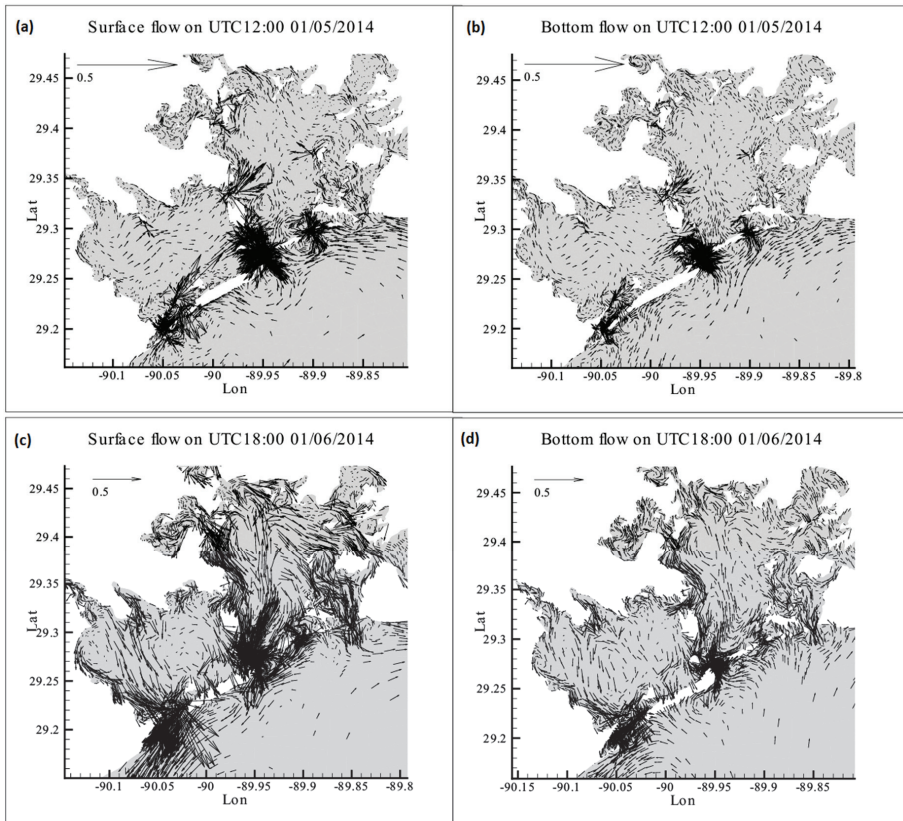 (a) Surface flow on UTC12:00 01/05/2014
0.5
29.45
29.4
29.35
29.3
29.25
29.2
Lat
-90.1 -90.05 -90 -89.95 -89.9 -89.85
Lon
(b) Bottom flow on UTC12:00 01/05/2014
0.5
29.45
29.4
29.35
29.3
29.25
29.2
Lat
-90.1 -90.05 -90 -89.95 -89.9 -89.85 -89.8
Lon
(c) Surface flow on UTC18:00 01/06/2014
0.5
29.45
29.4
29.35
29.3
29.25
29.2
Lat
-90.1 -90.05 -90 -89.95 -89.9 -89.85 -89.8
Lon
(d) Bottom flow on UTC18:00 01/06/2014
0.5
29.45
29.4
29.35
29.3
29.25
29.2
Lat
-90.15 -90.1 -90.05 -90 -89.95 -89.9 -89.85
Lon